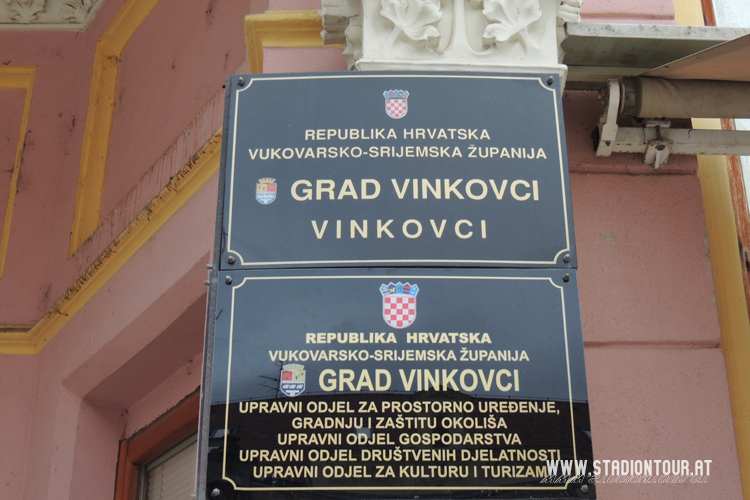 REPUBLIKA HRVATSKA
VUKOVARSKO-SRIJEMSKA ŽUPANIJA
GRAD VINKOVCI
VINKOVCI
REPUBLIKA HRVATSKA
VUKOVARSKO-SRIJEMSKA ŽUPANIJA
GRAD VINKOVCI
UPRAVNI ODJEL ZA PROSTORNO UREĐENJE,
GRADNJU I ZAŠTITU OKOLIŠA
UPRAVNI ODJEL GOSPODARSTVA
UPRAVNI ODJEL DRUŠTVENIH DJELATNOSTI
UPRAVNI ODJEL ZA KULTURU I TURIZAM
WWW.STADIONTOUR.AT